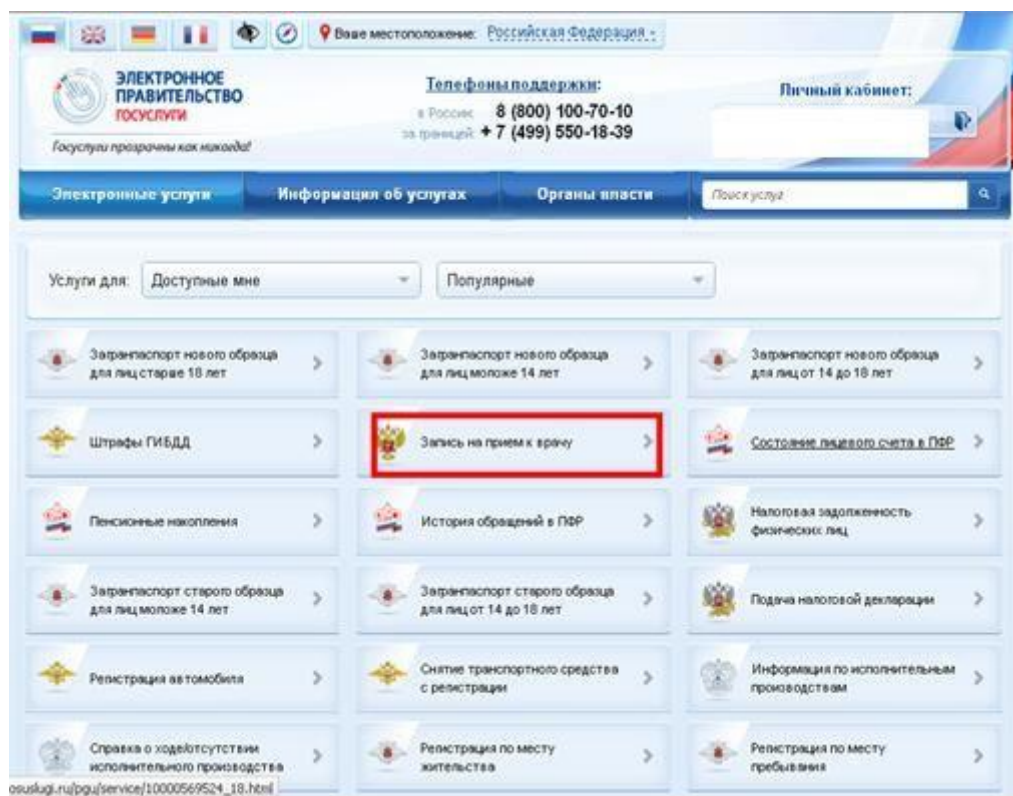 Ваше местоположение: Российская Федерация
ЭЛЕКТРОННОЕ
ПРАВИТЕЛЬСТВО
ГОСУСЛУГИ
Госуслуги прозрачны как никогда!
Телефоны поддержки:
в России: 8 (800) 100-70-10
за границей: + 7 (499) 550-18-39
Личный кабинет:
Электронные услуги
Информация об услугах
Органы власти
Поиск услуг
Услуги для:
Доступные мне
Популярные
Загранпаспорт нового образца
для лиц старше 18 лет
Загранпаспорт нового образца
для лиц моложе 14 лет
Загранпаспорт нового образца
для лиц от 14 до 18 лет
Штрафы ГИБДД
Запись на прием к врачу
Состояние лицевого счета в ПФР
Пенсионные накопления
История обращений в ПФР
Налоговая задолженность
физических лиц
Загранпаспорт старого образца
для лиц моложе 14 лет
Загранпаспорт старого образца
для лиц от 14 до 18 лет
Подача налоговой декларации
Регистрация автомобиля
Снятие транспортного средства
с регистрации
Информация по исполнительным
производствам
Справка о ходе/отсутствии
исполнительного производства
Регистрация по месту
жительства
Регистрация по месту
пребывания
osuslugi.ru/pgu/service/10000569524_18.html